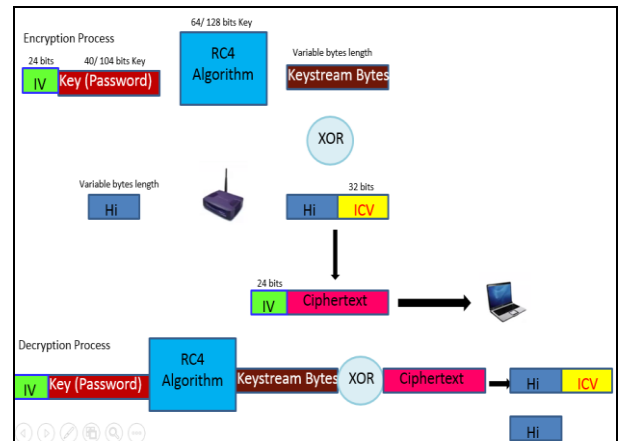 64/ 128 bits Key
Encryption Process
24 bits 40/ 104 bits Key
RC4
Algorithm
Variable bytes length
IV Key (Password)
Keystream Bytes
XOR
Variable bytes length
32 bits
Hi
Hi ICV
24 bits
IV Ciphertext
Decryption Process
RC4
Algorithm
IV Key (Password)
Keystream Bytes XOR Ciphertext
Hi ICV
Hi